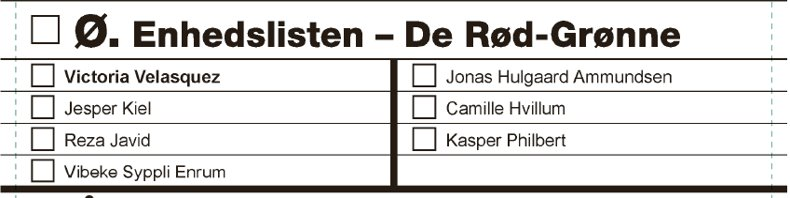 Ø. Enhedslisten – De Rød-Grønne
Victoria Velasquez
Jesper Kiel
Reza Javid
Vibeke Syppli Enrum
Jonas Hulgaard Ammundsen
Camille Hvillum
Kasper Philbert